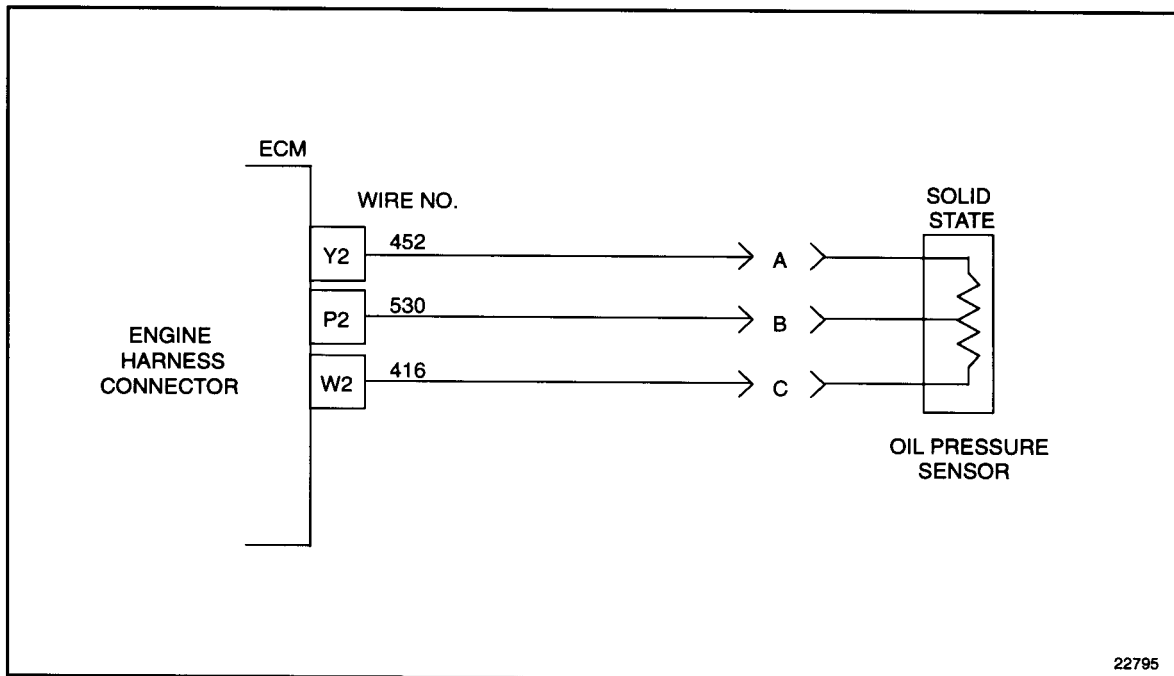 ECM
WIRE NO.
SOLID
STATE
Y2
452
A
P2
530
B
W2
416
C
ENGINE
HARNESS
CONNECTOR
OIL PRESSURE
SENSOR
22795